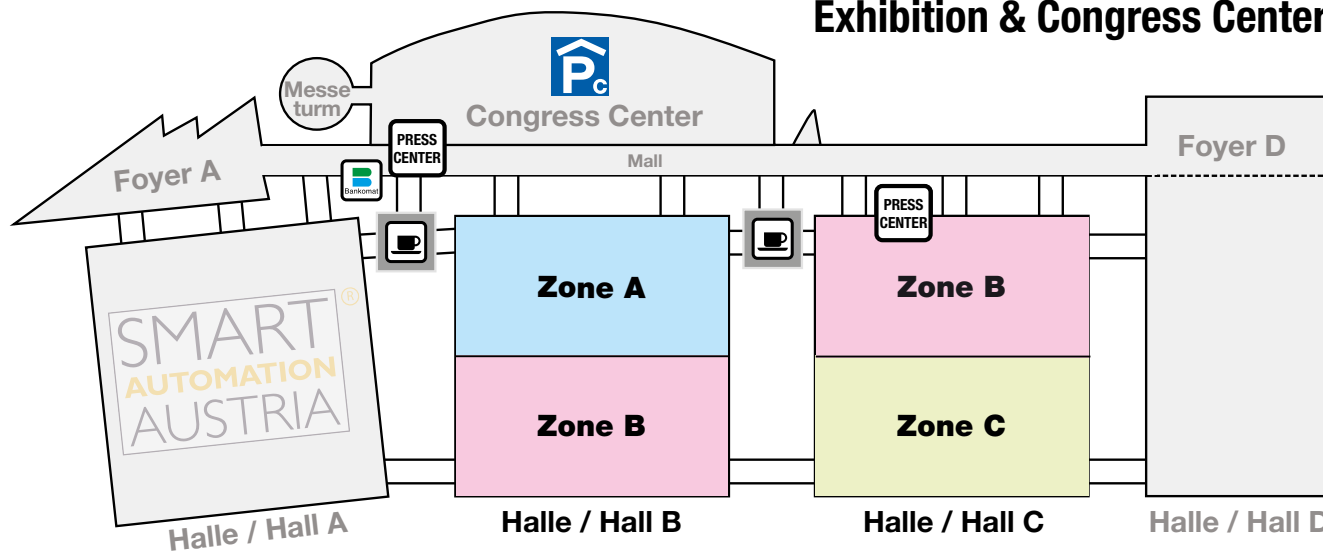 Exhibition & Congress Center
Pc
Messe
turm
Congress Center
PRESS
CENTER
Mall
Foyer D
Foyer A
Bankomat
PRESS
CENTER
Zone A
Zone B
SMART ®
AUTOMATION
AUSTRIA
Zone B
Zone C
Halle / Hall A
Halle / Hall B
Halle / Hall C
Halle / Hall D